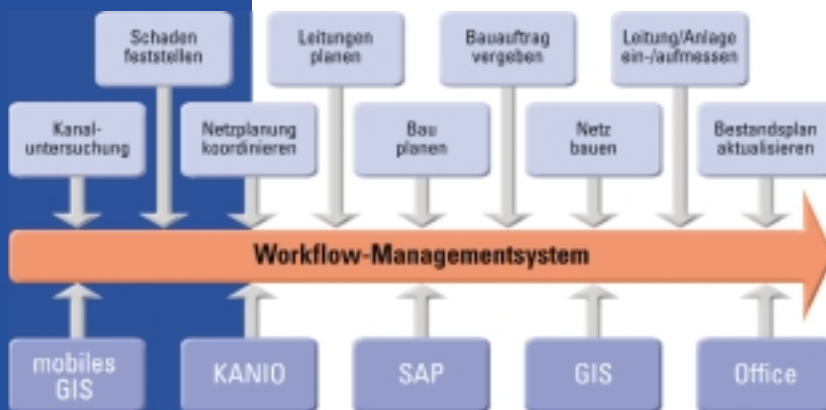 Schaden
feststellen
Leitungen
planen
Bauauftrag
vergeben
Leitung/Anlage
ein-/aufmessen
Kanal-
untersuchung
Netzplanung
koordinieren
Bau
planen
Netz
bauen
Bestandsplan
aktualisieren
Workflow-Managementsystem
mobiles
GIS
KANIO
SAP
GIS
Office